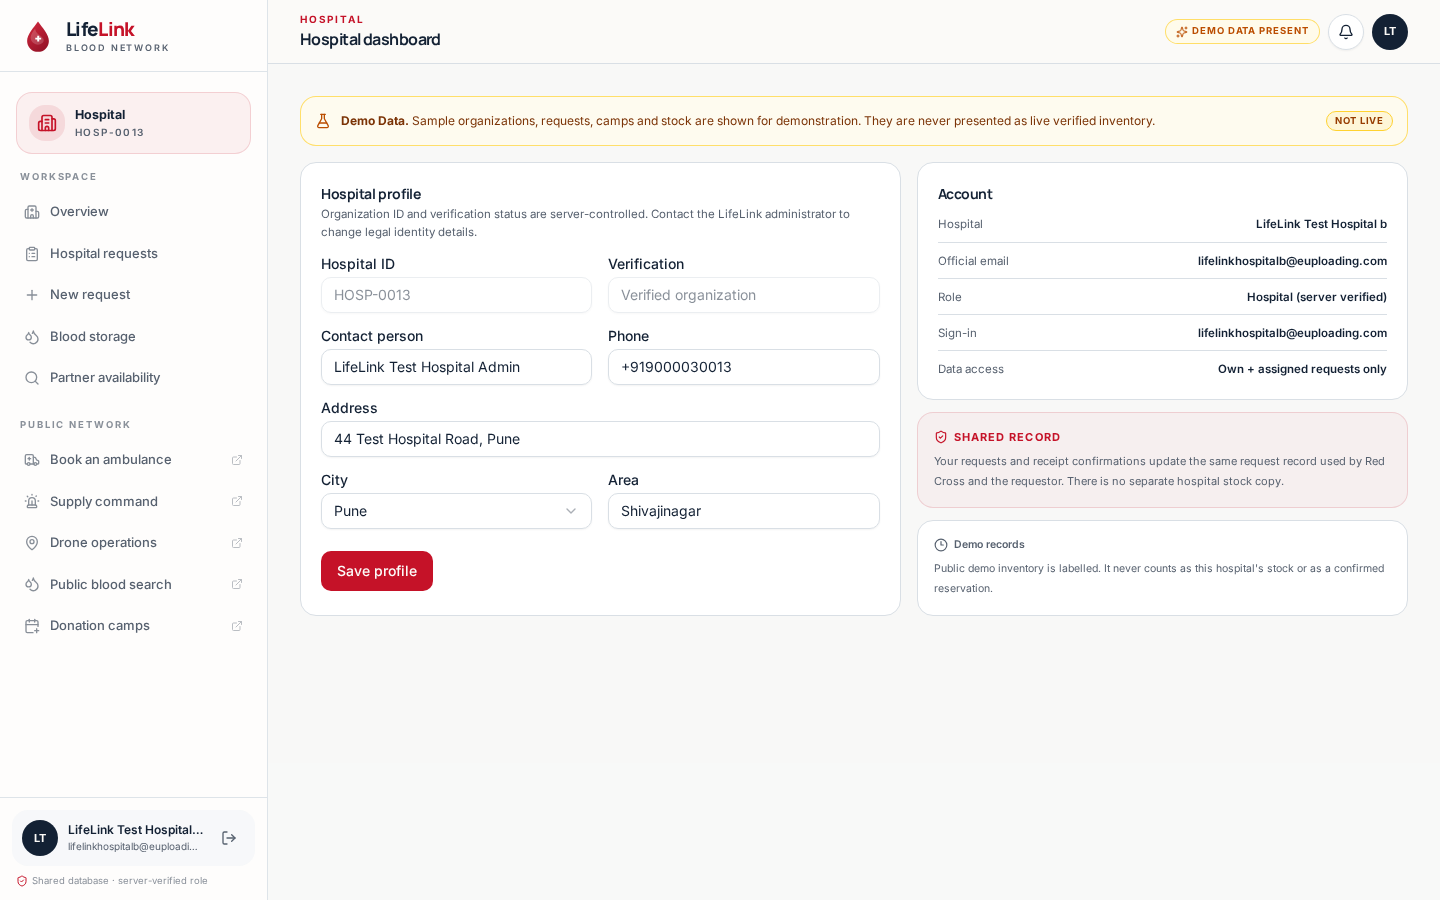 LifeLink
BLOOD NETWORK
Hospital
HOSP-0013
WORKSPACE
Overview
Hospital requests
New request
Blood storage
Partner availability
PUBLIC NETWORK
Book an ambulance
Supply command
Drone operations
Public blood search
Donation camps
LT
LifeLink Test Hospital...
lifelinkhospitalb@euploadi...
Shared database · server-verified role
HOSPITAL
Hospital dashboard
DEMO DATA PRESENT
LT
Demo Data. Sample organizations, requests, camps and stock are shown for demonstration. They are never presented as live verified inventory.
NOT LIVE
Hospital profile
Organization ID and verification status are server-controlled. Contact the LifeLink administrator to
change legal identity details.
Hospital ID
HOSP-0013
Verification
Verified organization
Contact person
LifeLink Test Hospital Admin
Phone
+919000030013
Address
44 Test Hospital Road, Pune
City
Pune
Area
Shivajinagar
Save profile
Account
Hospital LifeLink Test Hospital b
Official email lifelinkhospitalb@euploading.com
Role Hospital (server verified)
Sign-in lifelinkhospitalb@euploading.com
Data access Own + assigned requests only
SHARED RECORD
Your requests and receipt confirmations update the same request record used by Red
Cross and the requestor. There is no separate hospital stock copy.
Demo records
Public demo inventory is labelled. It never counts as this hospital's stock or as a confirmed
reservation.